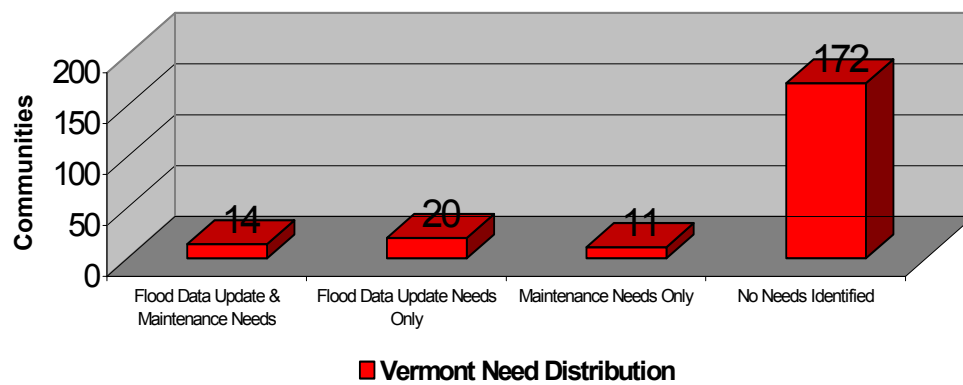 Communities
200
150
100
50
0
14
20
11
172
Flood Data Update &
Maintenance Needs
Flood Data Update Needs
Only
Maintenance Needs Only
No Needs Identified
Vermont Need Distribution